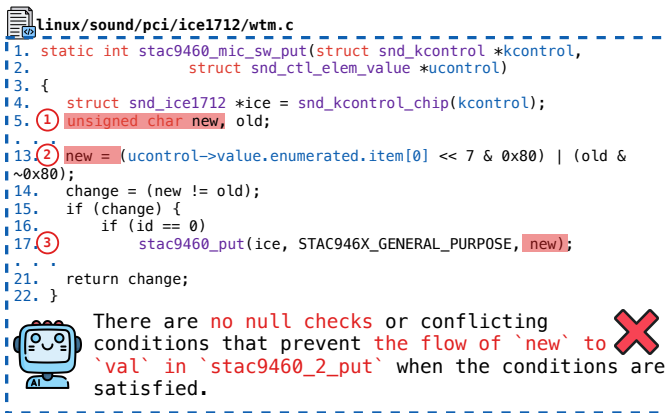 linux/sound/pci/ice1712/wtm.c
1. static int stac9460_mic_sw_put(struct snd_kcontrol *kcontrol,
2. struct snd_ctl_elem_value *ucontrol)
3. {
4. struct snd_ice1712 *ice = snd_kcontrol_chip(kcontrol);
5. 1 unsigned char new, old;
. . .
13. 2 new = (ucontrol->value.enumerated.item[0] << 7 & 0x80) | (old &
~0x80);
14. change = (new != old);
15. if (change) {
16. if (id == 0)
17. 3 stac9460_put(ice, STAC946X_GENERAL_PURPOSE, new);
. . .
21. return change;
22. }
There are no null checks or conflicting
conditions that prevent the flow of `new` to
`val` in `stac9460_2_put` when the conditions are
satisfied.
AI